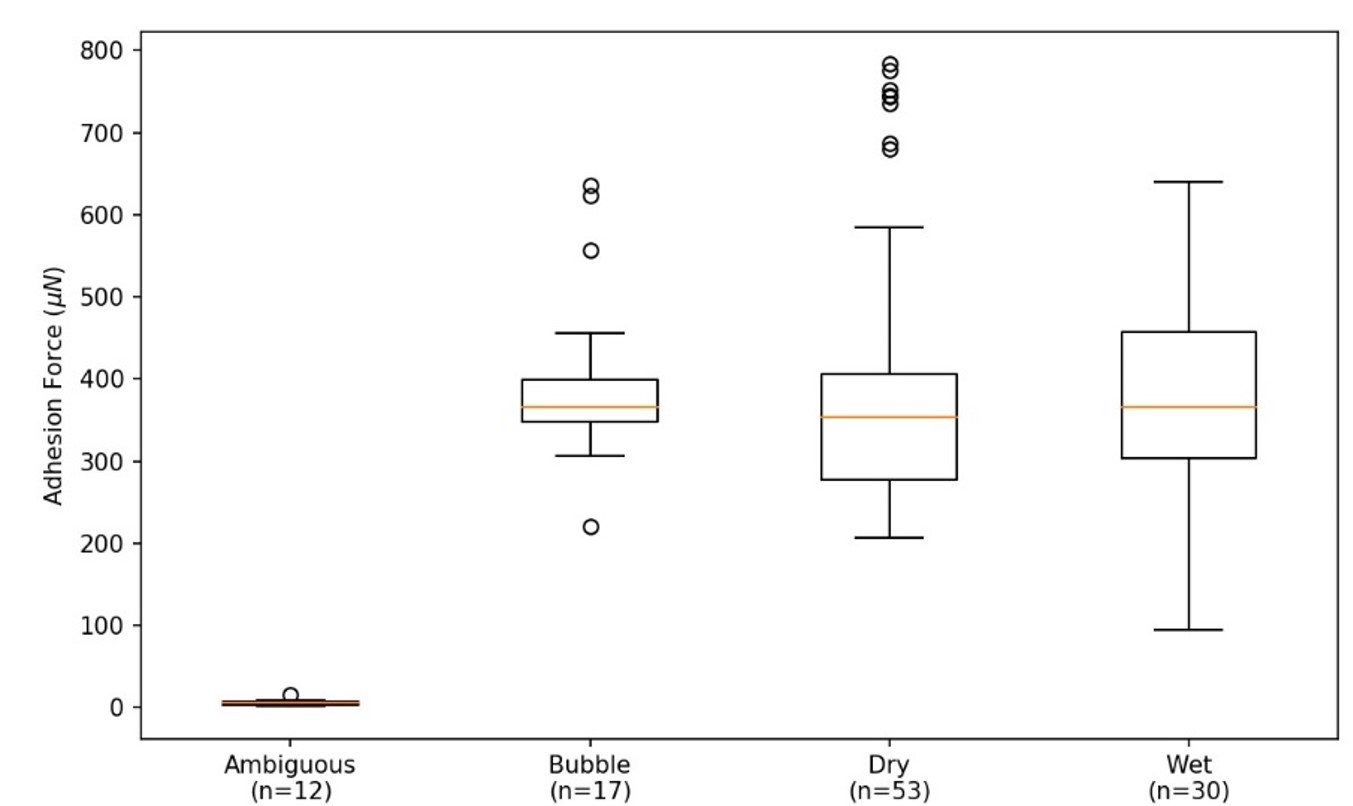 800
700
600
500
400
300
200
100
0
Adhesion Force (μN)
Ambiguous
(n=12)
Bubble
(n=17)
Dry
(n=53)
Wet
(n=30)